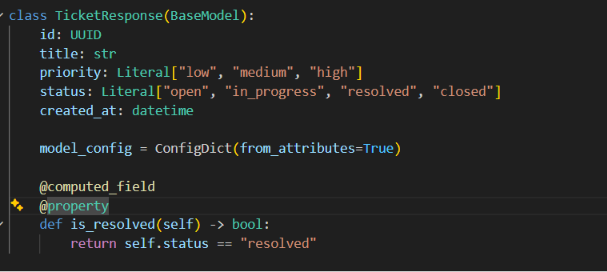 class TicketResponse(BaseModel):
    id: UUID
    title: str
    priority: Literal["low", "medium", "high"]
    status: Literal["open", "in_progress", "resolved", "closed"]
    created_at: datetime

    model_config = ConfigDict(from_attributes=True)

    @computed_field
    @property
    def is_resolved(self) -> bool:
        return self.status == "resolved"